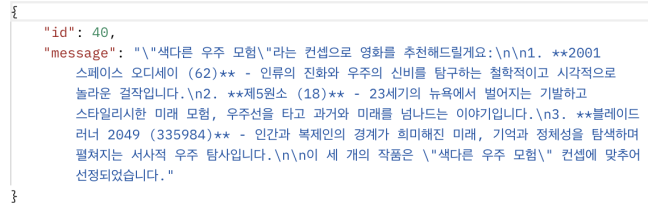 {
"id": 40,
"message": "\"색다른 우주 모험\"라는 컨셉으로 영화를 추천해드릴게요:\n\n1. **2001
스페이스 오디세이 (62)** - 인류의 진화와 우주의 신비를 탐구하는 철학적이고 시각적으로
놀라운 걸작입니다.\n2. **제5원소 (18)** - 23세기의 뉴욕에서 벌어지는 기발하고
스타일리시한 미래 모험, 우주선을 타고 과거와 미래를 넘나드는 이야기입니다.\n3. **블레이드
러너 2049 (335984)** - 인간과 복제인의 경계가 희미해진 미래, 기억과 정체성을 탐색하며
펼쳐지는 서사적 우주 탐사입니다.\n\n이 세 개의 작품은 \"색다른 우주 모험\" 컨셉에 맞추어
선정되었습니다."
}